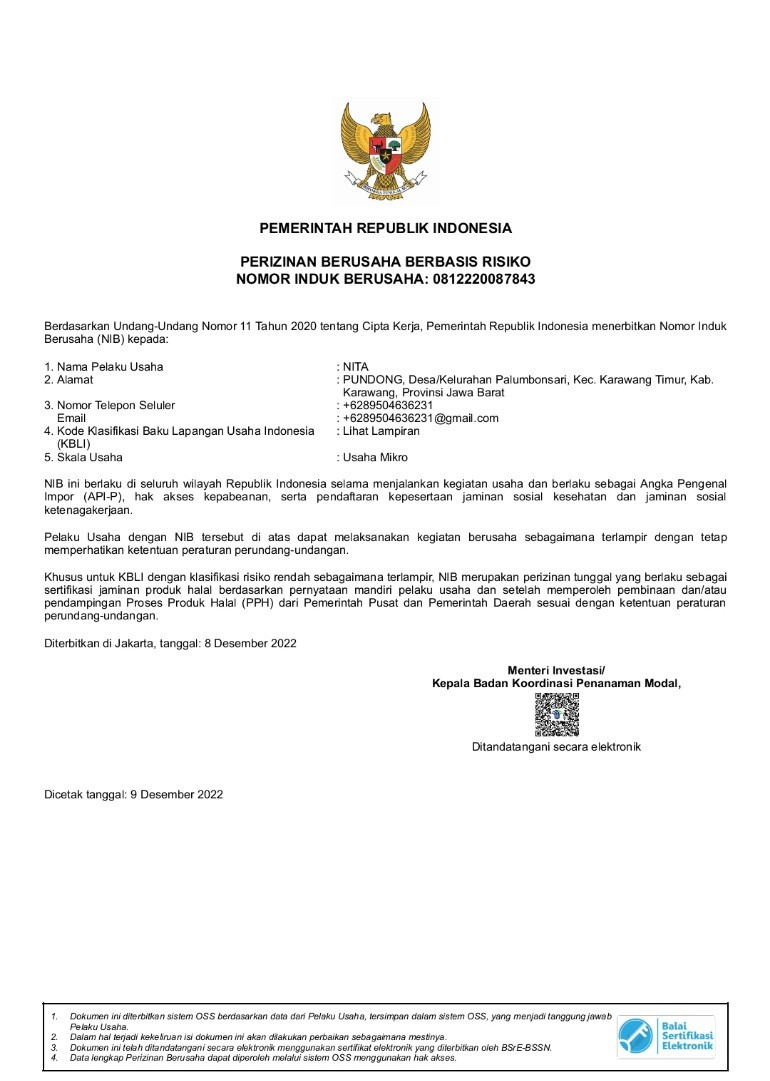 PEMERINTAH REPUBLIK INDONESIA
PERIZINAN BERUSAHA BERBASIS RISIKO
NOMOR INDUK BERUSAHA: 0812220087843
Berdasarkan Undang-Undang Nomor 11 Tahun 2020 tentang Cipta Kerja, Pemerintah Republik Indonesia menerbitkan Nomor Induk
Berusaha (NIB) kepada:
1. Nama Pelaku Usaha : NITA
2. Alamat : PUNDONG, Desa/Kelurahan Palumbonsari, Kec. Karawang Timur, Kab.
Karawang, Provinsi Jawa Barat
3. Nomor Telepon Seluler : +6289504636231
Email : +6289504636231@gmail.com
4. Kode Klasifikasi Baku Lapangan Usaha Indonesia : Lihat Lampiran
(KBLI)
5. Skala Usaha : Usaha Mikro
NIB ini berlaku di seluruh wilayah Republik Indonesia selama menjalankan kegiatan usaha dan berlaku sebagai Angka Pengenal
Impor (API-P), hak akses kepabeanan, serta pendaftaran kepesertaan jaminan sosial kesehatan dan jaminan sosial
ketenagakerjaan.
Pelaku Usaha dengan NIB tersebut di atas dapat melaksanakan kegiatan berusaha sebagaimana terlampir dengan tetap
memperhatikan ketentuan peraturan perundang-undangan.
Khusus untuk KBLI dengan klasifikasi risiko rendah sebagaimana terlampir, NIB merupakan perizinan tunggal yang berlaku sebagai
sertifikasi jaminan produk halal berdasarkan pernyataan mandiri pelaku usaha dan setelah memperoleh pembinaan dan/atau
pendampingan Proses Produk Halal (PPH) dari Pemerintah Pusat dan Pemerintah Daerah sesuai dengan ketentuan peraturan
perundang-undangan.
Diterbitkan di Jakarta, tanggal: 8 Desember 2022
Menteri Investasi/
Kepala Badan Koordinasi Penanaman Modal,
Ditandatangani secara elektronik
Dicetak tanggal: 9 Desember 2022
1. Dokumen ini diterbitkan sistem OSS berdasarkan data dari Pelaku Usaha, tersimpan dalam sistem OSS, yang menjadi tanggung jawab
Pelaku Usaha.
2. Dalam hal terjadi kekeliruan isi dokumen ini akan dilakukan perbaikan sebagaimana mestinya.
3. Dokumen ini telah ditandatangani secara elektronik menggunakan sertifikat elektronik yang diterbitkan oleh BSrE-BSSN.
4. Data lengkap Perizinan Berusaha dapat diperoleh melalui sistem OSS menggunakan hak akses.
Balai
Sertifikasi
Elektronik